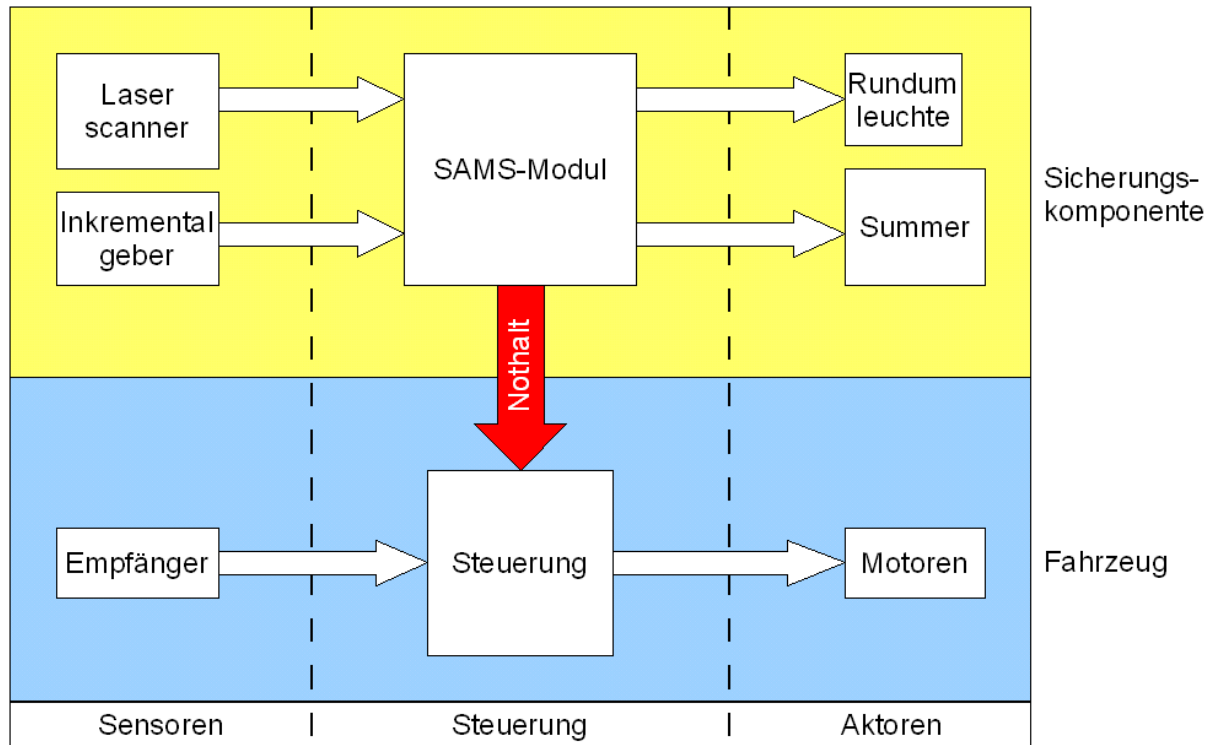 Laser
scanner
SAMS-Modul
Rundum
leuchte
Inkremental
geber
Summer
Sicherungs-
komponente
Nothalt
Empfänger
Steuerung
Motoren
Fahrzeug
Sensoren
Steuerung
Aktoren